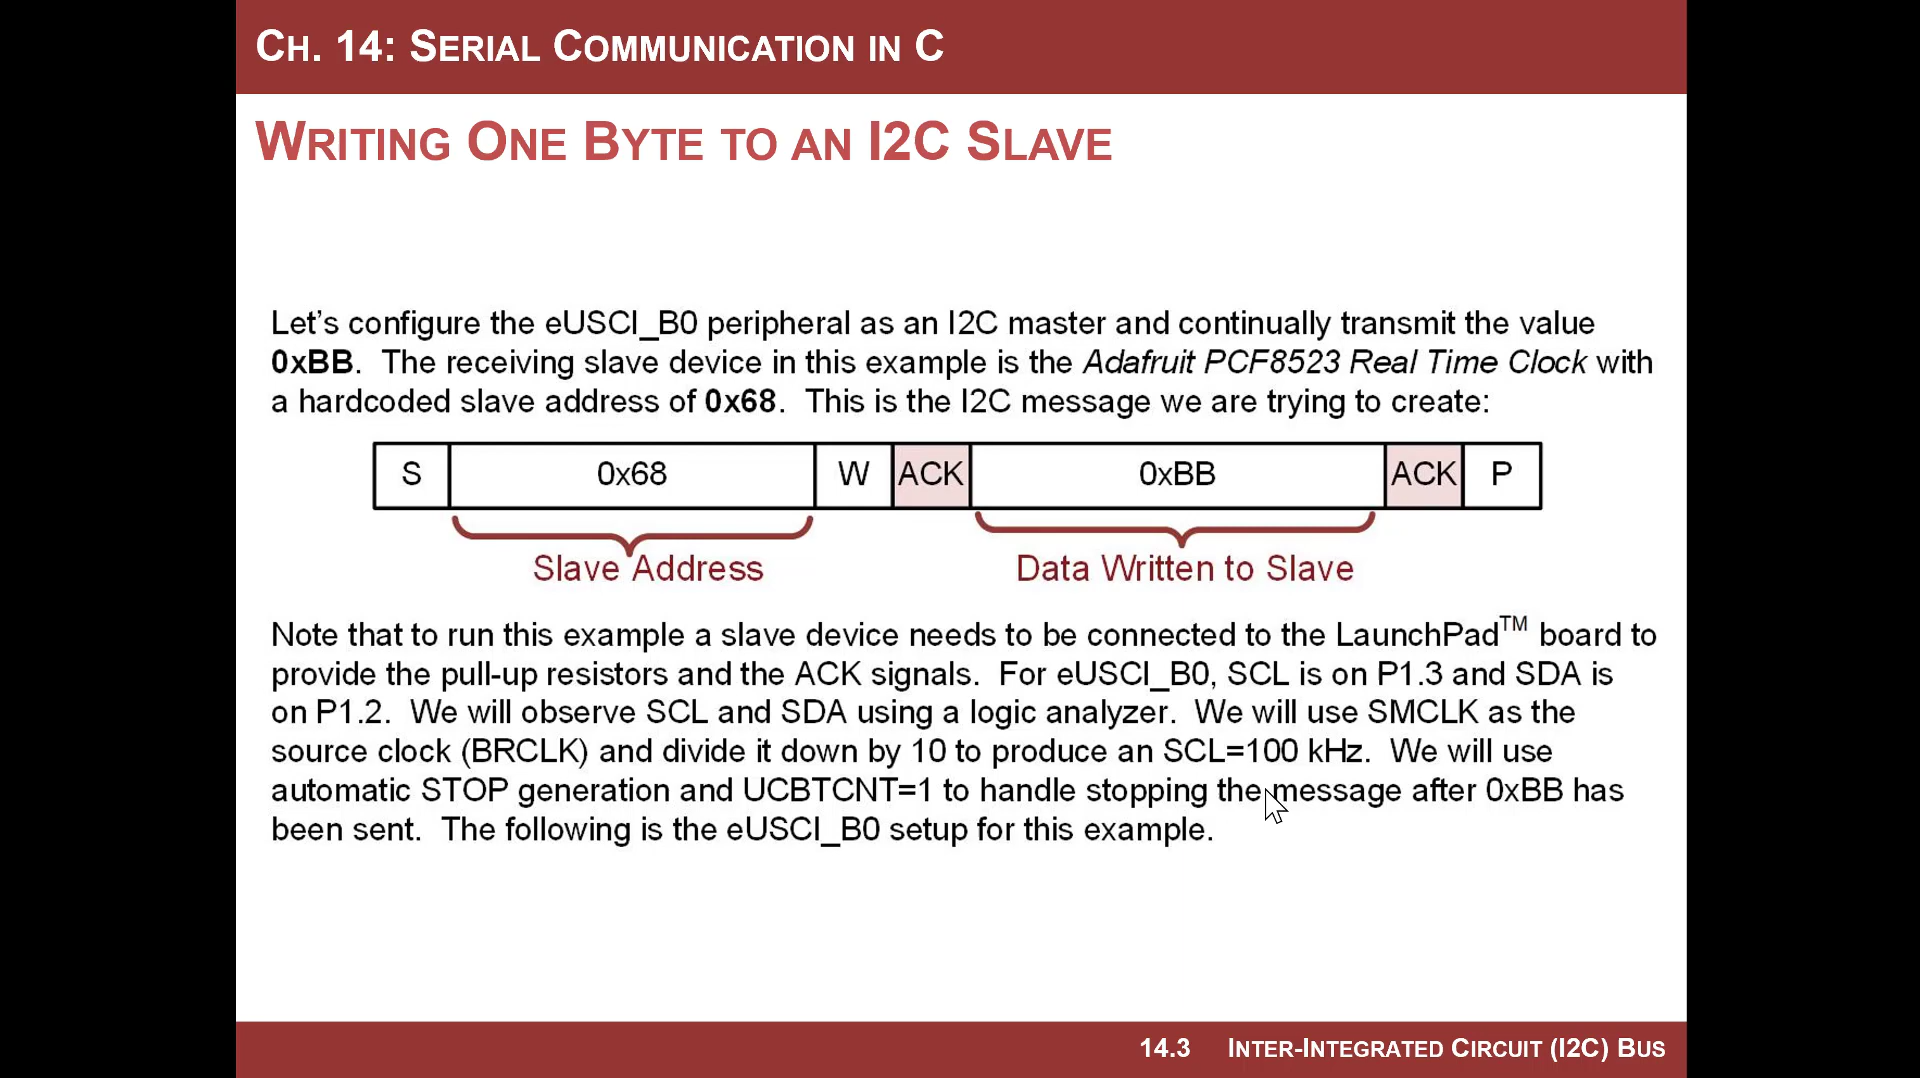 CH. 14: SERIAL COMMUNICATION IN C
WRITING ONE BYTE TO AN I2C SLAVE
Let's configure the eUSCI_B0 peripheral as an I2C master and continually transmit the value
0xBB. The receiving slave device in this example is the Adafruit PCF8523 Real Time Clock with
a hardcoded slave address of 0x68. This is the I2C message we are trying to create:
S 0x68 W ACK 0xBB ACK P
Slave Address Data Written to Slave
Note that to run this example a slave device needs to be connected to the LaunchPad™ board to
provide the pull-up resistors and the ACK signals. For eUSCI_B0, SCL is on P1.3 and SDA is
on P1.2. We will observe SCL and SDA using a logic analyzer. We will use SMCLK as the
source clock (BRCLK) and divide it down by 10 to produce an SCL=100 kHz. We will use
automatic STOP generation and UCBTCNT=1 to handle stopping the message after 0xBB has
been sent. The following is the eUSCI_B0 setup for this example.
14.3 INTER-INTEGRATED CIRCUIT (I2C) BUS